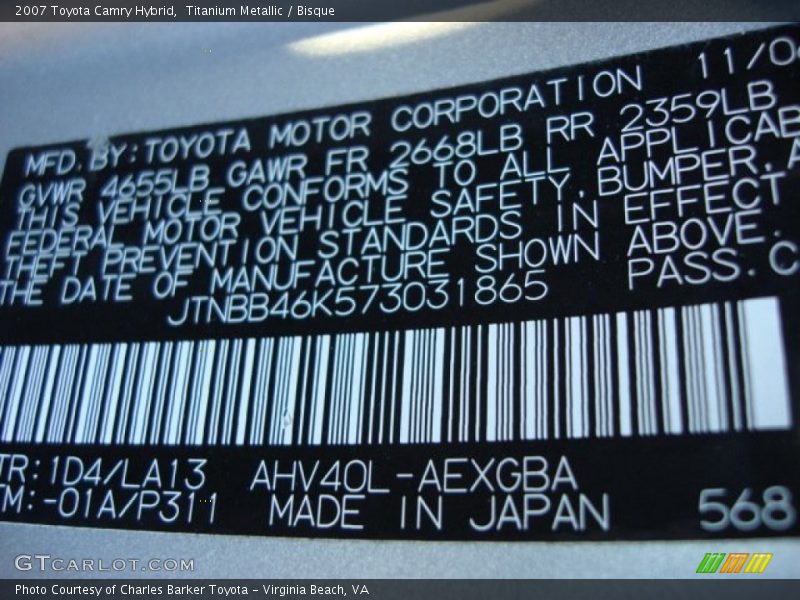 2007 Toyota Camry Hybrid,  Titanium Metallic / Bisque
MFD. BY: TOYOTA MOTOR CORPORATION 11/0
GVWR 4655LB GAWR FR 2668LB RR 2359LB
THIS VEHICLE CONFORMS TO ALL APPLICAB
FEDERAL MOTOR VEHICLE SAFETY, BUMPER, A
THEFT PREVENTION STANDARDS IN EFFECT
THE DATE OF MANUFACTURE SHOWN ABOVE.
JTNBB46K573031865 PASS. C
TR: 1D4/LA13 AHV40L-AEXGBA
TM: -01A/P311 MADE IN JAPAN 568
GTCARLOT.COM
Photo Courtesy of Charles Barker Toyota – Virginia Beach, VA